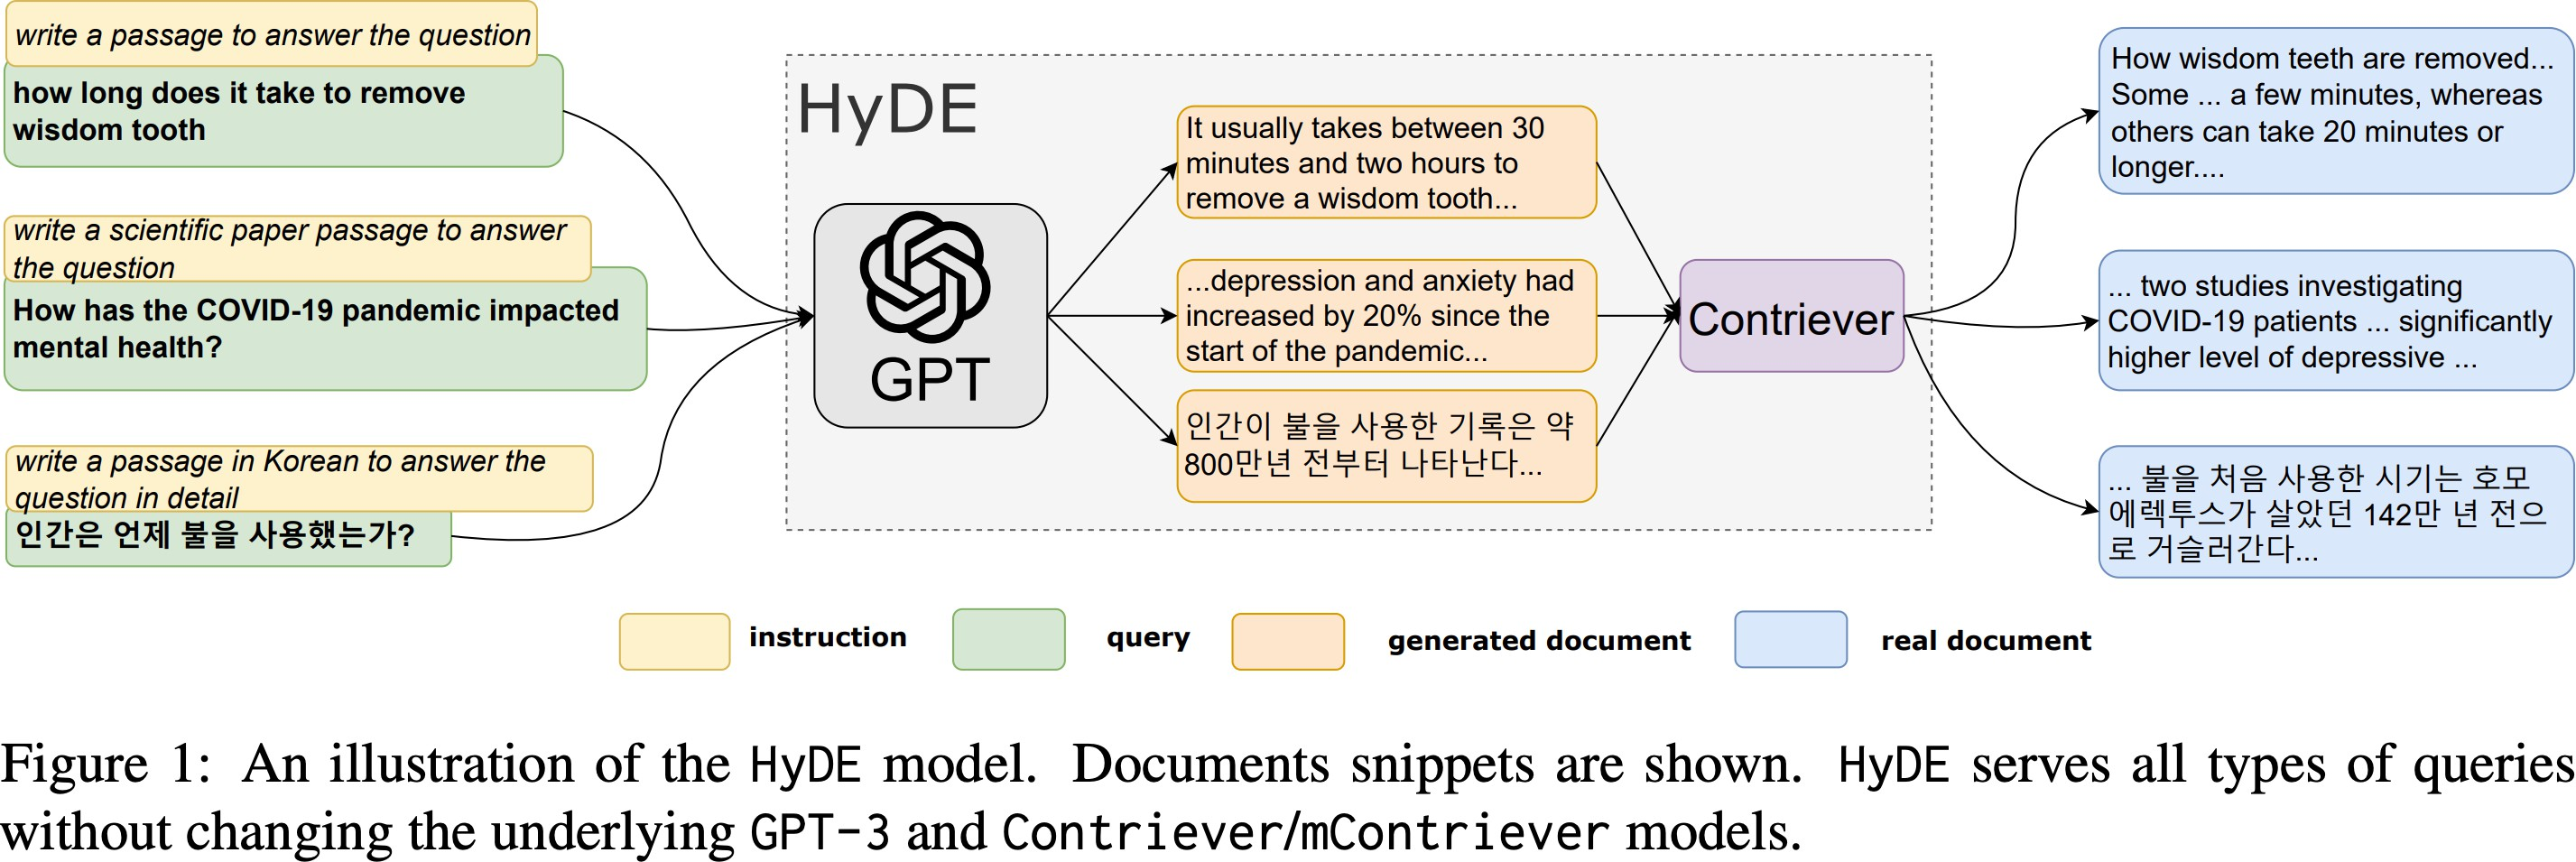 write a passage to answer the question
how long does it take to remove
wisdom tooth
write a scientific paper passage to answer
the question
How has the COVID-19 pandemic impacted
mental health?
write a passage in Korean to answer the
question in detail
인간은 언제 불을 사용했는가?
HyDE
GPT
It usually takes between 30
minutes and two hours to
remove a wisdom tooth...
...depression and anxiety had
increased by 20% since the
start of the pandemic...
인간이 불을 사용한 기록은 약
800만년 전부터 나타난다...
Contriever
How wisdom teeth are removed...
Some ... a few minutes, whereas
others can take 20 minutes or
longer....
... two studies investigating
COVID-19 patients ... significantly
higher level of depressive ...
... 불을 처음 사용한 시기는 호모
에렉투스가 살았던 142만 년 전으
로 거슬러간다...
instruction
query
generated document
real document
Figure 1: An illustration of the HyDE model. Documents snippets are shown. HyDE serves all types of queries
without changing the underlying GPT-3 and Contriever/mContriever models.